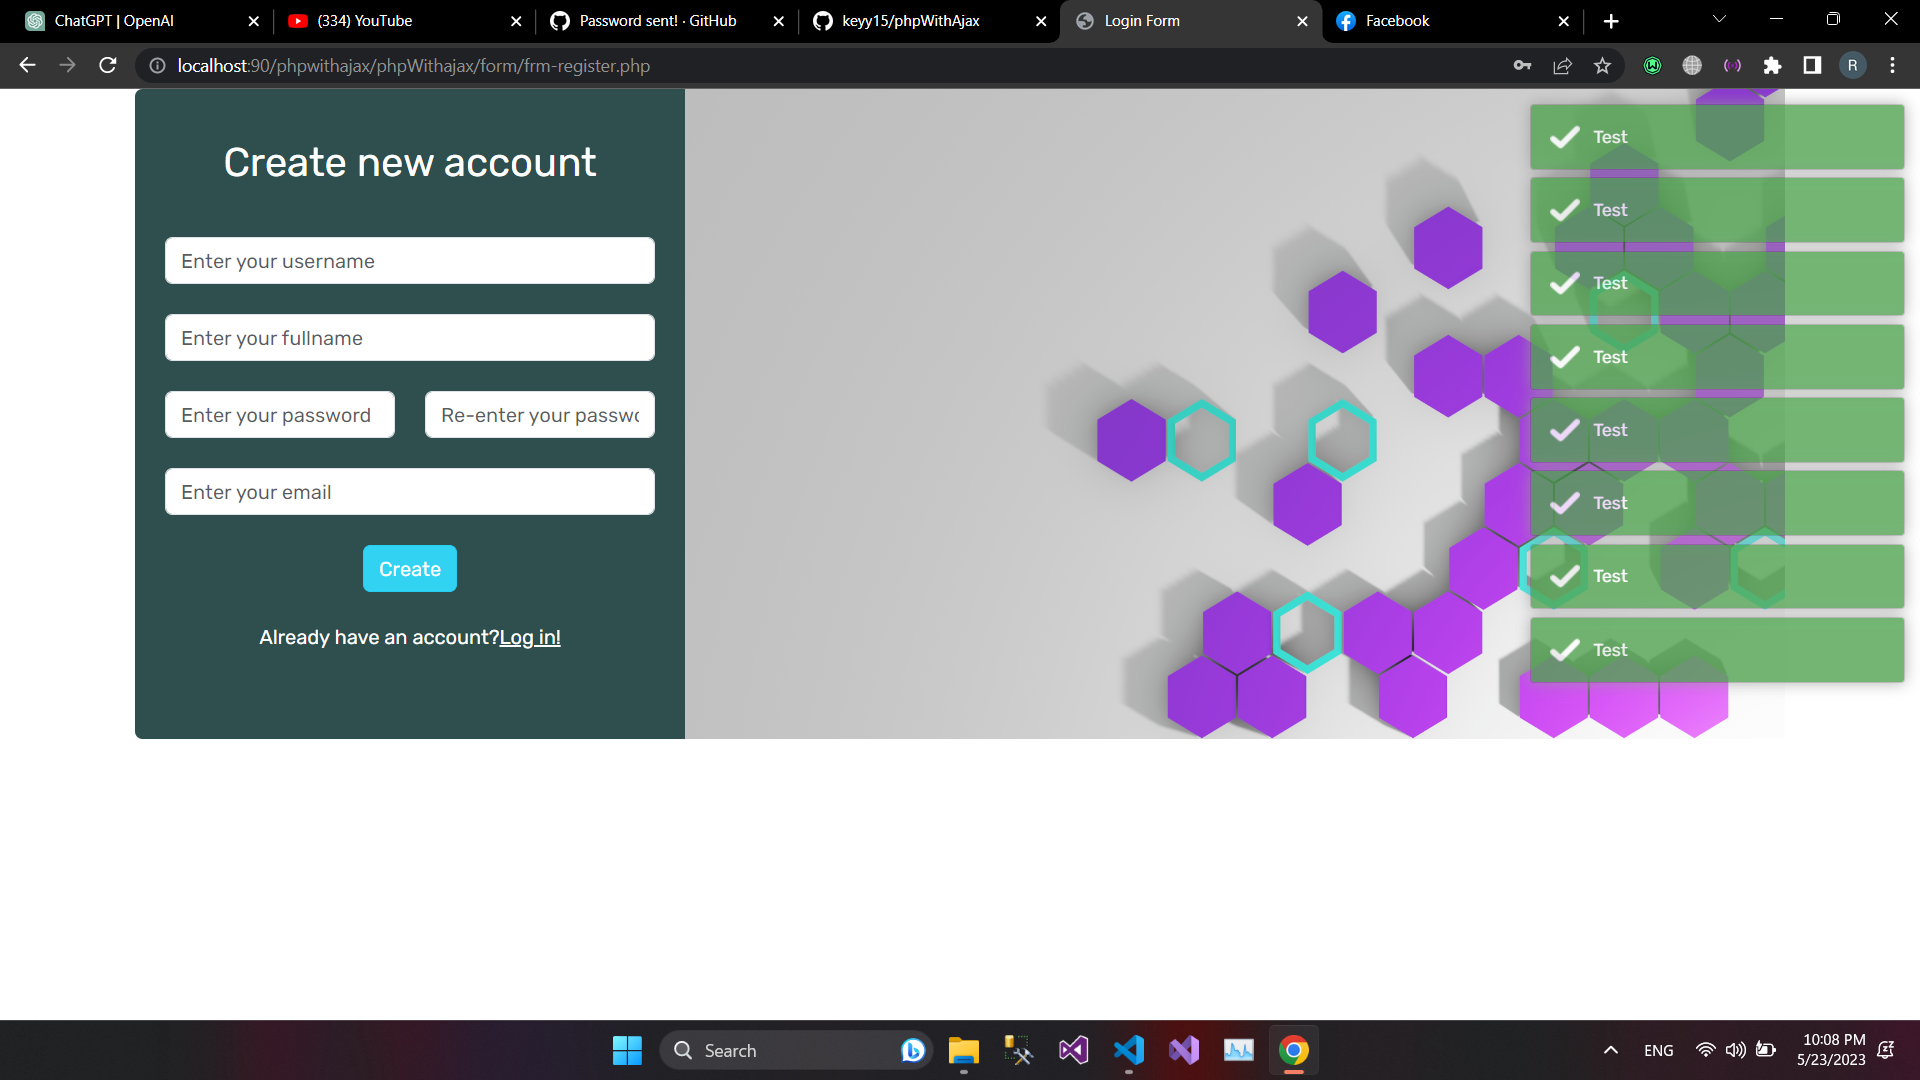 ChatGPT | OpenAI
(334) YouTube
Password sent! · GitHub
keyy15/phpWithAjax
Login Form
Facebook
localhost:90/phpwithajax/phpWithajax/form/frm-register.php
R
Create new account
Enter your username
Enter your fullname
Enter your password
Re-enter your passwo
Enter your email
Create
Already have an account?Log in!
Test
Test
Test
Test
Test
Test
Test
Test
Search
ENG
10:08 PM
5/23/2023